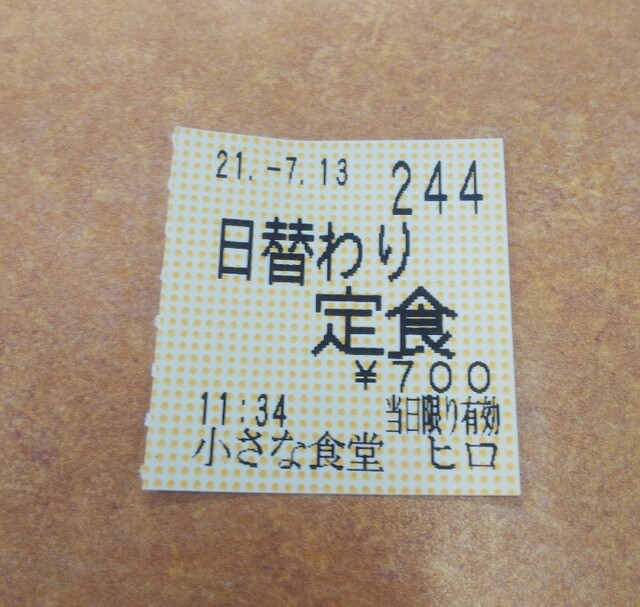 21.-7.13 244
日替わり
定食
¥700
11:34 当日限り有効
小さな食堂 ヒロ